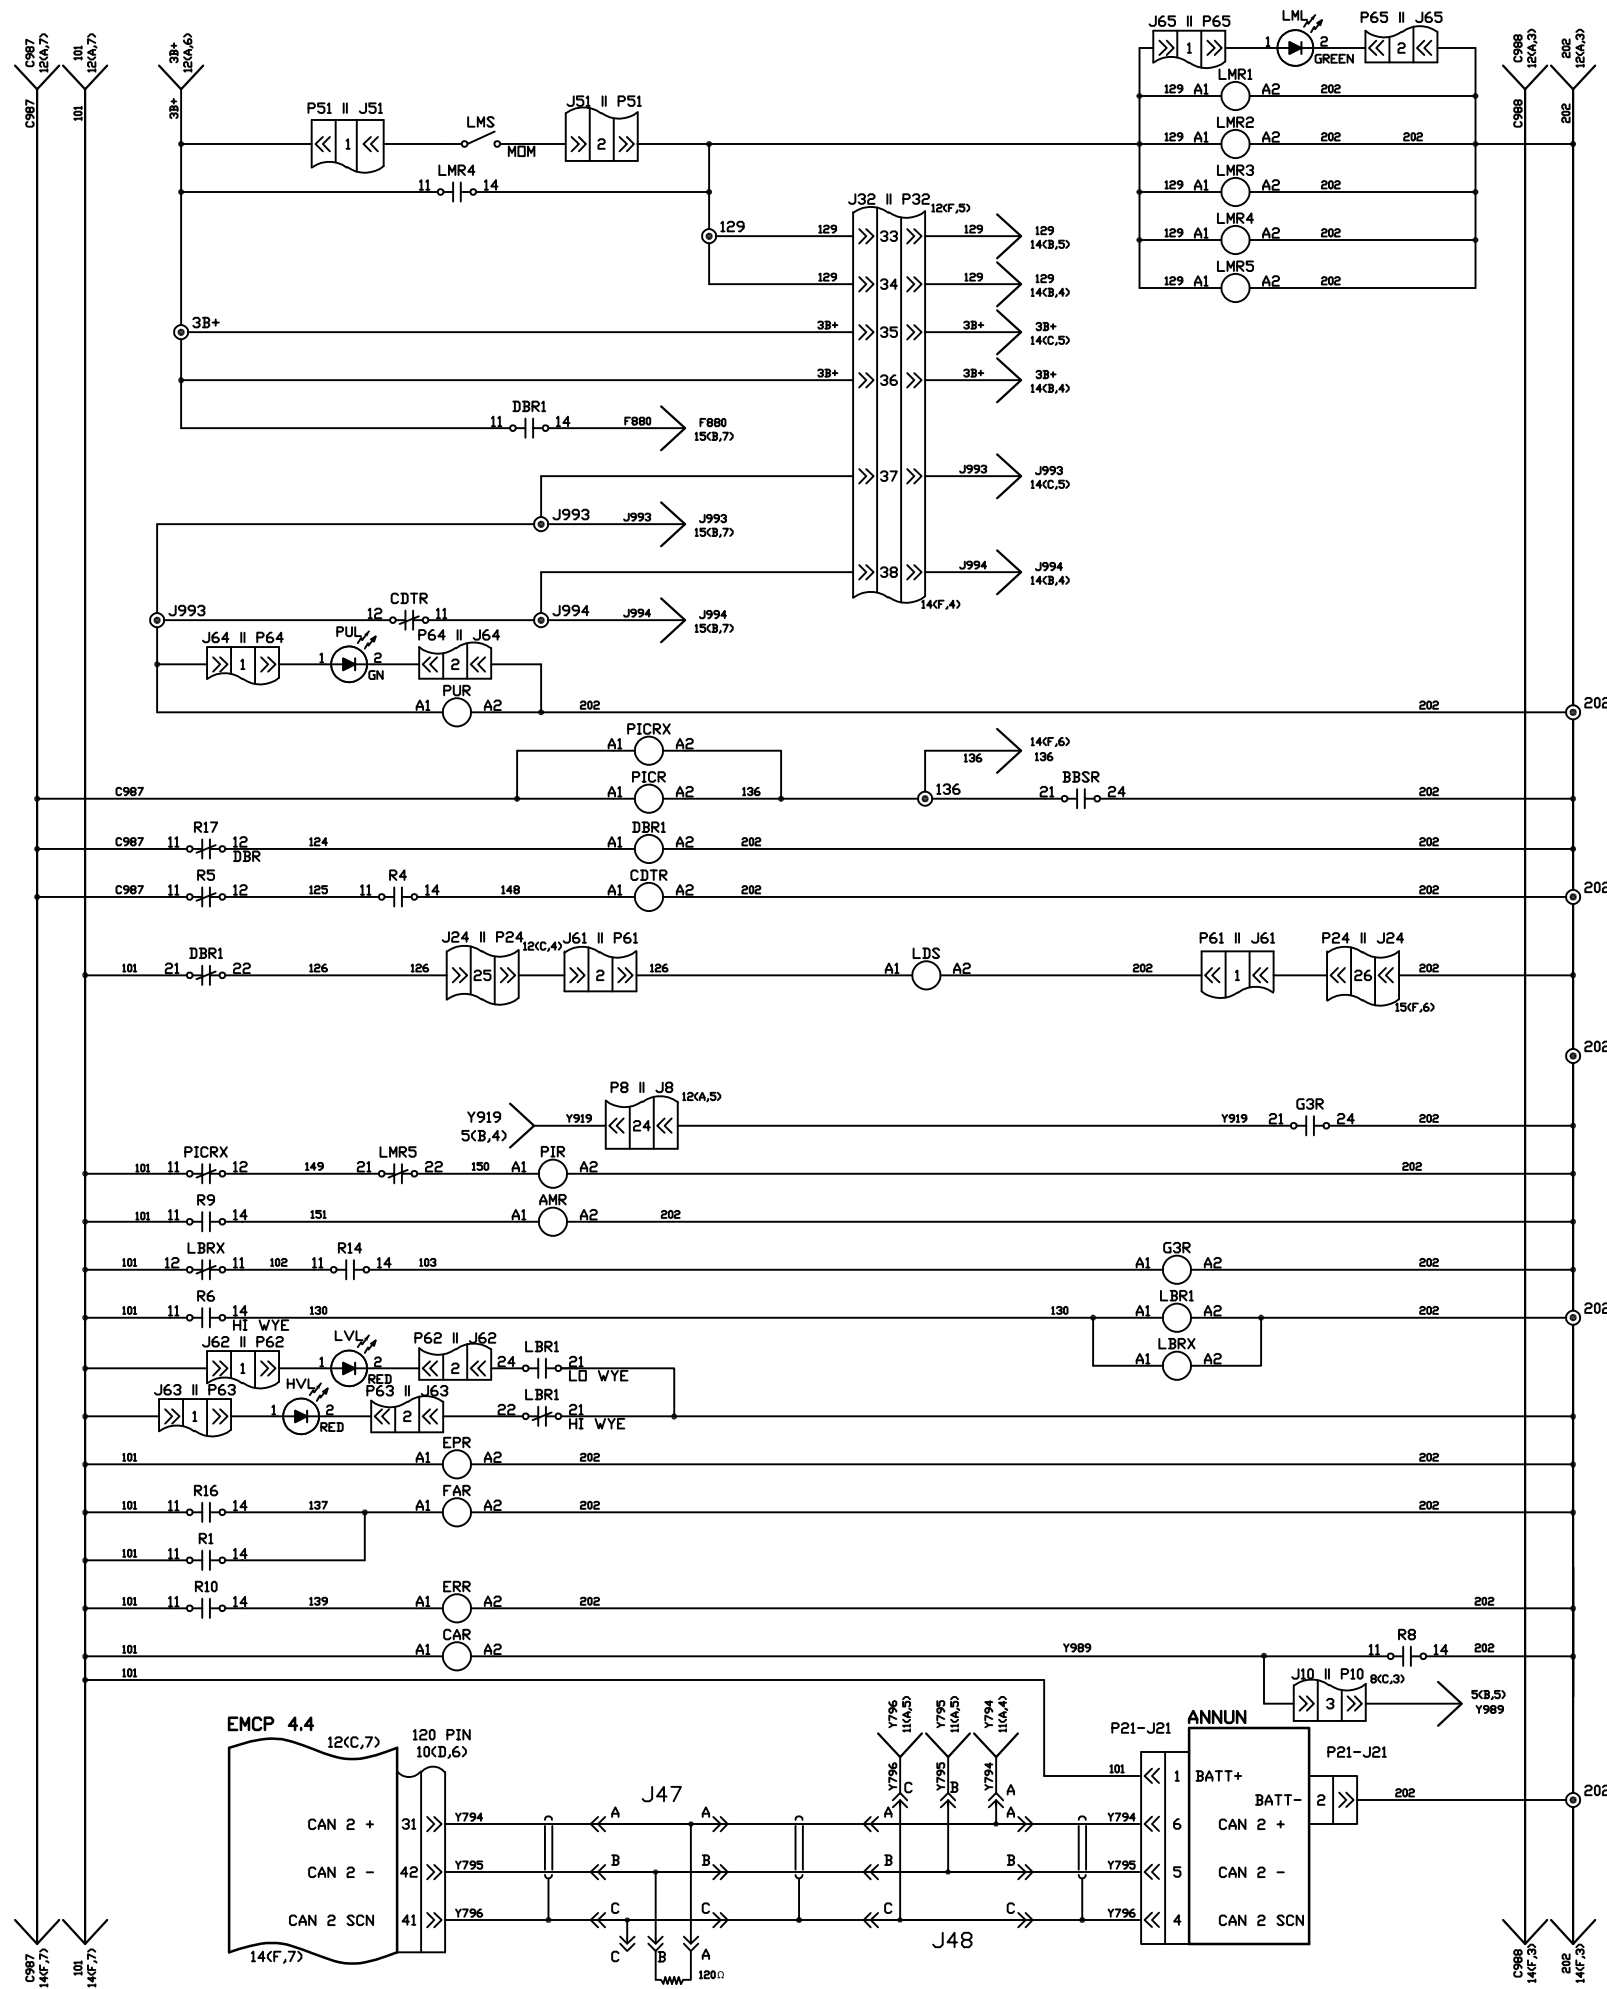 C987
12(A,7)
101
12(A,7)
3B+
12(A,6)
C988
12(A,3)
202
12(A,3)
C987
101
3B+
C988
202
J65 || P65
LML
P65 || J65
1
1
2
GREEN
2
LMR1
129 A1 A2 202
P51 || J51
LMS
J51 || P51
1
MOM
2
LMR2
129 A1 A2 202 202
LMR4
11 14
LMR3
129 A1 A2 202
J32 || P32
12(F,5)
LMR4
129 A1 A2 202
129
129 33 129
129
14(B,5)
LMR5
129 A1 A2 202
129 34 129
129
14(B,4)
3B+
3B+ 35 3B+
3B+
14(C,5)
3B+ 36 3B+
3B+
14(B,4)
DBR1
11 14 F880
F880
15(B,7)
37 J993
J993
14(C,5)
J993 J993
J993
15(B,7)
38 J994
J994
14(B,4)
14(F,4)
J993
CDTR
12 11
J994 J994
J994
15(B,7)
J64 || P64
PUL
P64 || J64
1
1
2
GN
2
PUR
A1 A2 202 202
202
PICRX
A1 A2
14(F,6)
136 136
PICR
C987 A1 A2 136
136
BBSR
21 24 202
R17
C987 11 12 124
DBR
DBR1
A1 A2 202 202
R5
C987 11 12 125
R4
11 14 148
CDTR
A1 A2 202 202
202
DBR1
101 21 22 126 126
J24 || P24
12(C,4)
25
J61 || P61
2
126
LDS
A1 A2 202
P61 || J61
1
P24 || J24
26
202
15(F,6)
202
Y919
5(B,4)
Y919
P8 || J8
12(A,5)
24
Y919
G3R
21 24 202
PICRX
101 11 12 149
LMR5
21 22 150
PIR
A1 A2 202
R9
101 11 14 151
AMR
A1 A2 202
LBRX
101 12 11 102
R14
11 14 103
G3R
A1 A2 202
R6
101 11 14 130
HI WYE
130
LBR1
A1 A2 202
202
LBRX
A1 A2
J62 || P62
LVL
P62 || J62
1
1
2
RED
2
LBR1
24 21
LO WYE
J63 || P63
HVL
P63 || J63
1
1
2
RED
2
LBR1
22 21
HI WYE
EPR
101 A1 A2 202 202
R16
101 11 14 137
FAR
A1 A2 202 202
R1
101 11 14
R10
101 11 14 139
ERR
A1 A2 202 202
CAR
101 A1 A2 Y989
R8
11 14 202
101
J10 || P10
8(C,3)
3
5(B,5)
Y989
Y796
11(A,5)
Y795
11(A,5)
Y794
11(A,4)
EMCP 4.4
12(C,7)
120 PIN
10(D,6)
P21-J21
ANNUN
P21-J21
Y796
Y795
Y794
C
B
A
101 1 BATT+
J47
BATT- 2 202
202
CAN 2 + 31 Y794 A A A A Y794 6 CAN 2 +
CAN 2 - 42 Y795 B B B B Y795 5 CAN 2 -
CAN 2 SCN 41 Y796 C C C C Y796 4 CAN 2 SCN
J48
14(F,7)
C B A
120Ω
C987
14(F,7)
101
14(F,7)
C988
14(F,3)
202
14(F,3)